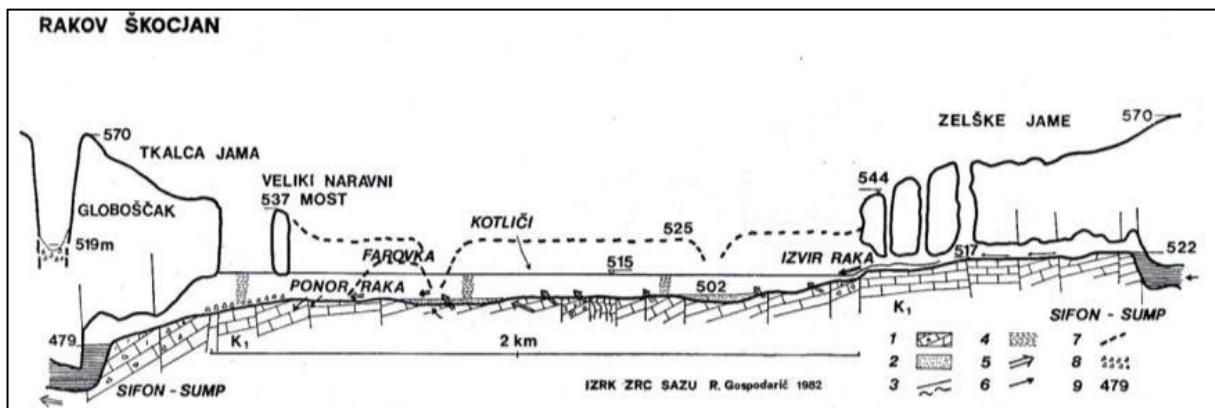 RAKOV ŠKOCJAN
ZELŠKE JAME
570
570
TKALCA JAMA
VELIKI NARAVNI
MOST
537
544
GLOBOŠČAK
KOTLIČI
525
519m
FAROVKA
515
IZVIR RAKA
517
522
PONOR RAKA
502
K1
K1
SIFON - SUMP
479
2 km
1
2
3
4
5
6
7
8
9 479
SIFON - SUMP
IZRK ZRC SAZU R. Gospodarič 1982